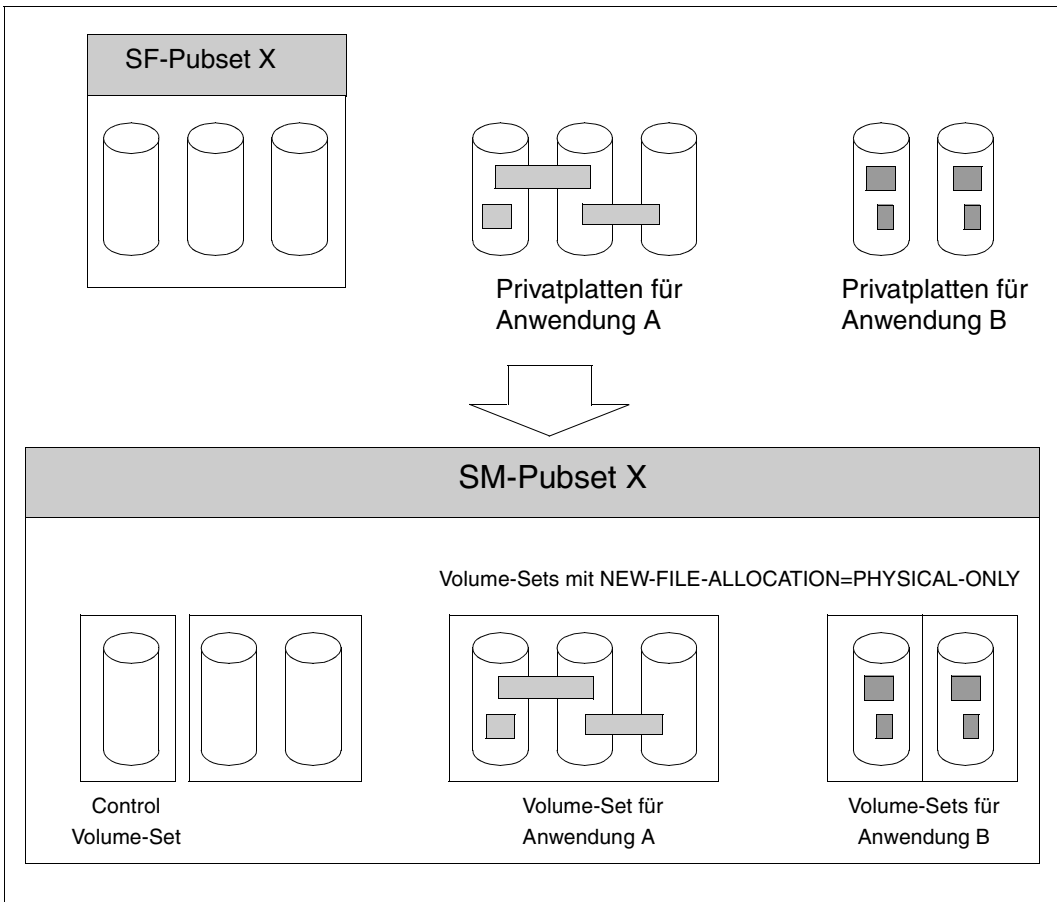 SF-Pubset X
Privatplatten für
Anwendung A
Privatplatten für
Anwendung B
SM-Pubset X
Volume-Sets mit NEW-FILE-ALLOCATION=PHYSICAL-ONLY
Control
Volume-Set
Volume-Set für
Anwendung A
Volume-Sets für
Anwendung B